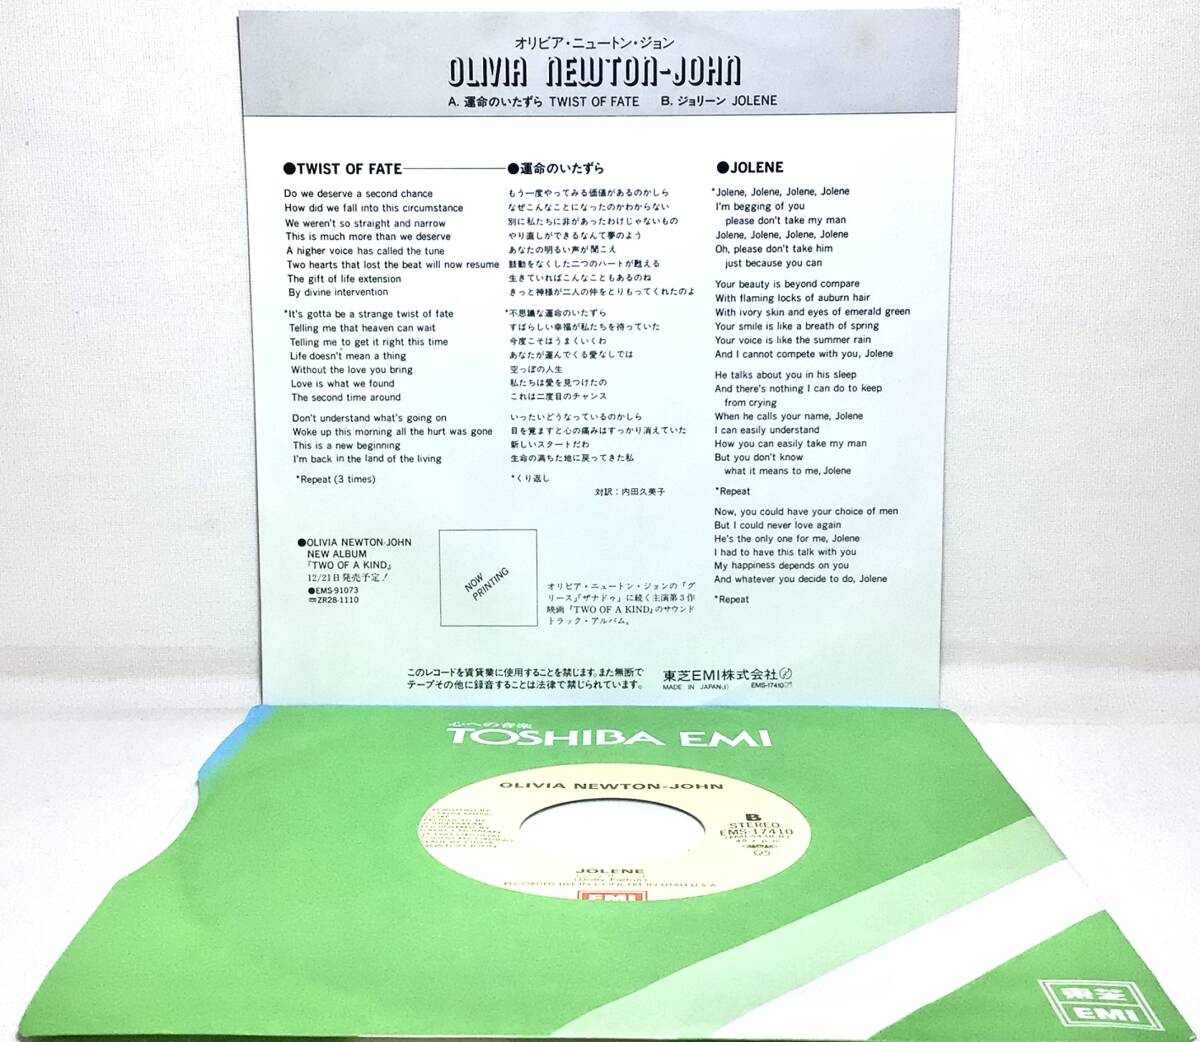 オリビア・ニュートン・ジョン
OLIVIA NEWTON-JOHN
A. 運命のいたずら TWIST OF FATE B. ジョリーン JOLENE
●TWIST OF FATE
Do we deserve a second chance
How did we fall into this circumstance
We weren't so straight and narrow
This is much more than we deserve
A higher voice has called the tune
Two hearts that lost the beat will now resume
The gift of life extension
By divine intervention
*It's gotta be a strange twist of fate
Telling me that heaven can wait
Telling me to get it right this time
Life doesn't mean a thing
Without the love you bring
Love is what we found
The second time around
Don't understand what's going on
Woke up this morning all the hurt was gone
This is a new beginning
I'm back in the land of the living
*Repeat (3 times)
●運命のいたずら
もう一度やってみる価値があるのかしら
なぜこんなことになったのかわからない
別に私たちに非があったわけじゃないもの
やり直しができるなんて夢のよう
あなたの明るい声が聞こえ
鼓動をなくした二つのハートが甦える
生きていればこんなこともあるのね
きっと神様が二人の仲をとりもってくれたのよ
*不思議な運命のいたずら
すばらしい幸福が私たちを待っていた
今度こそはうまくいくわ
あなたが運んでくる愛なしでは
空っぽの人生
私たちは愛を見つけたの
これは二度目のチャンス
いったいどうなっているのかしら
目を覚ますと心の痛みはすっかり消えていた
新しいスタートだわ
生命の満ちた地に戻ってきた私
*くり返し
対訳：内田久美子
●JOLENE
*Jolene, Jolene, Jolene, Jolene
I'm begging of you
please don't take my man
Jolene, Jolene, Jolene, Jolene
Oh, please don't take him
just because you can
Your beauty is beyond compare
With flaming locks of auburn hair
With ivory skin and eyes of emerald green
Your smile is like a breath of spring
Your voice is like the summer rain
And I cannot compete with you, Jolene
He talks about you in his sleep
And there's nothing I can do to keep
from crying
When he calls your name, Jolene
I can easily understand
How you can easily take my man
But you don't know
what it means to me, Jolene
*Repeat
Now, you could have your choice of men
But I could never love again
He's the only one for me, Jolene
I had to have this talk with you
My happiness depends on you
And whatever you decide to do, Jolene
*Repeat
●OLIVIA NEWTON-JOHN
NEW ALBUM
『TWO OF A KIND』
12/21日発売予定！
●EMS-91073
ZR28-1110
NOW
PRINTING
オリビア・ニュートン・ジョンの『グ
リース』『ザナドゥ』に続く主演第3作
映画『TWO OF A KIND』のサウンド
トラック・アルバム。
このレコードを賃貸業に使用することを禁じます。また無断で
テープその他に録音することは法律で禁じられています。
東芝EMI株式会社
MADE IN JAPAN EMS-17410
心への音楽
TOSHIBA EMI
OLIVIA NEWTON-JOHN
B
STEREO
EMS-17410
JOLENE
(Dolly Parton)
RECORDED LIVE IN CONCERT IN UTAH U.S.A.
EMI
東芝
EMI